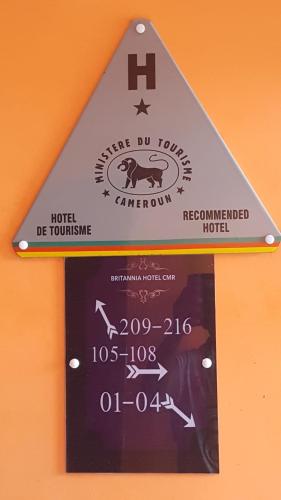 H
MINISTERE DU TOURISME
CAMEROUN
HOTEL
DE TOURISME
RECOMMENDED
HOTEL
BRITANNIA HOTEL CMR
209-216
105-108
01-04